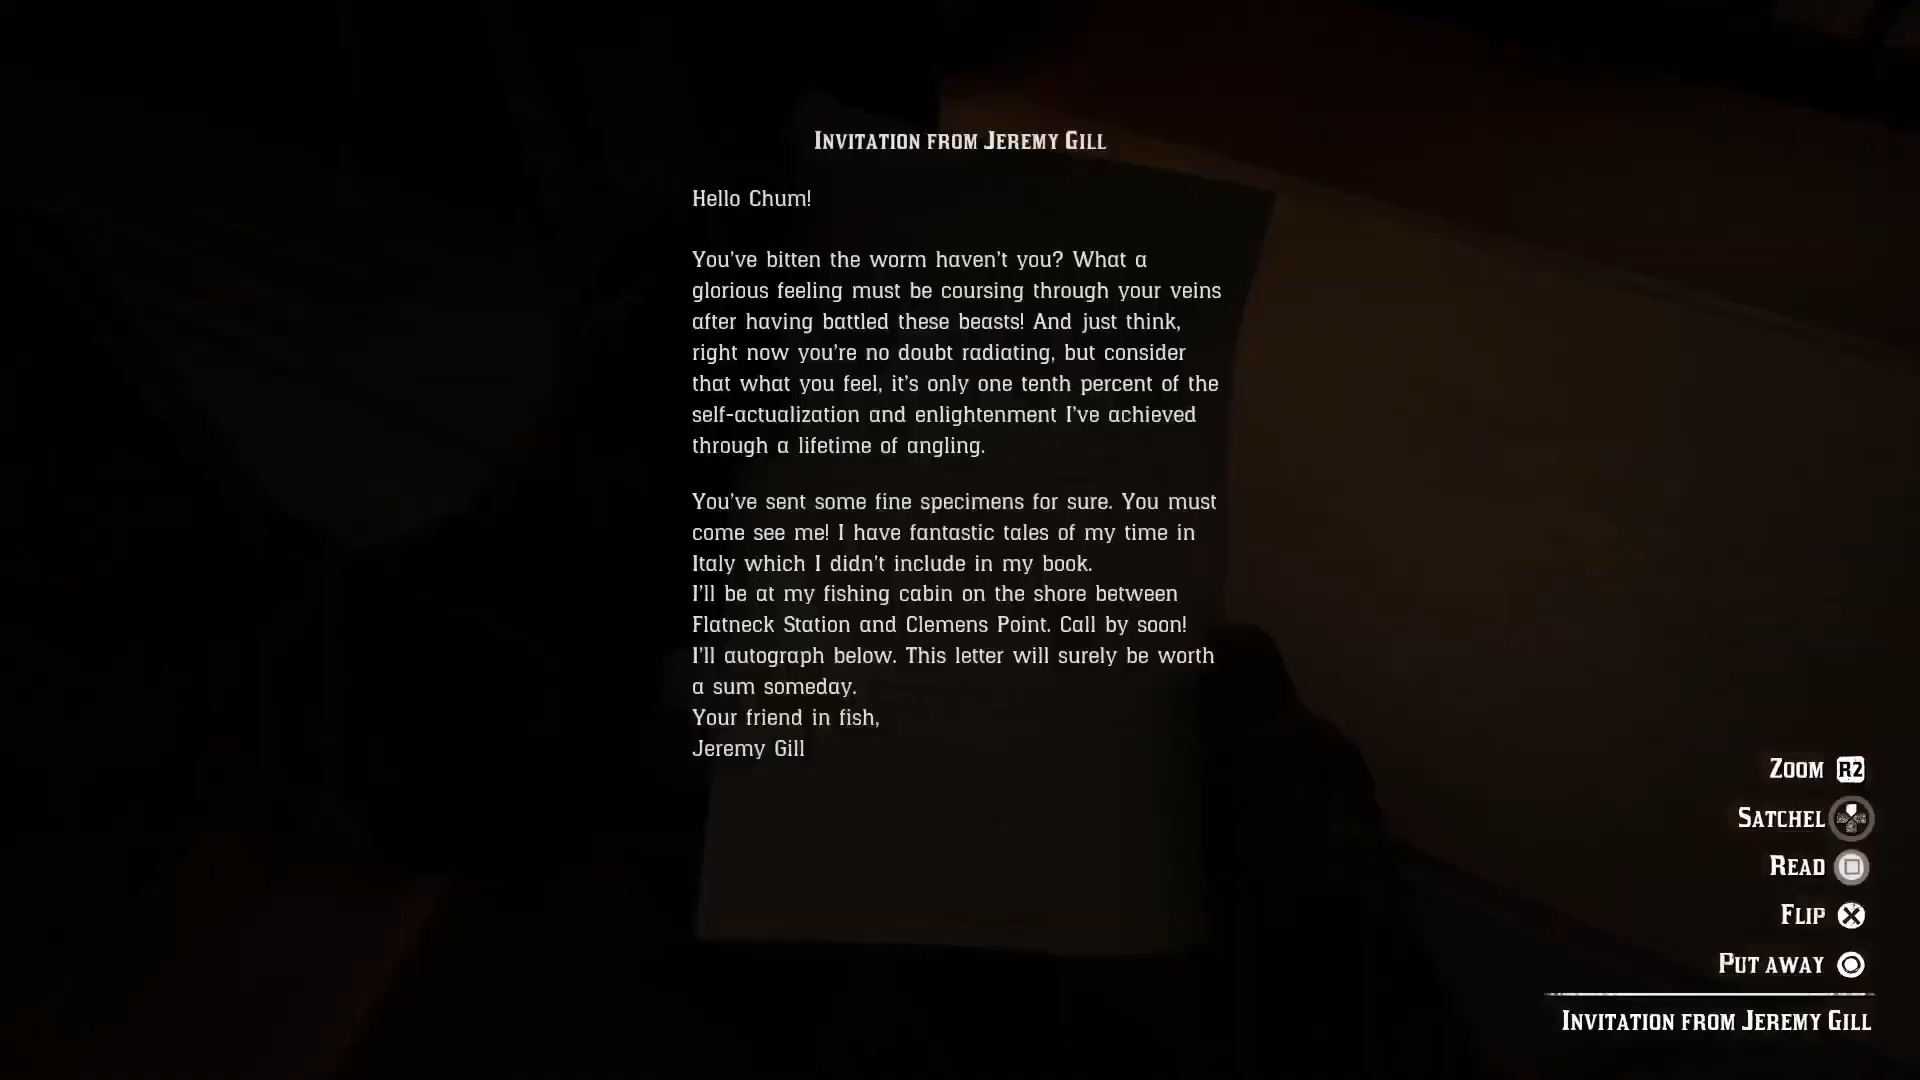 Invitation from Jeremy Gill
Hello Chum!
You've bitten the worm haven't you? What a
glorious feeling must be coursing through your veins
after having battled these beasts! And just think,
right now you're no doubt radiating, but consider
that what you feel, it's only one tenth percent of the
self-actualization and enlightenment I've achieved
through a lifetime of angling.
You've sent some fine specimens for sure. You must
come see me! I have fantastic tales of my time in
Italy which I didn't include in my book.
I'll be at my fishing cabin on the shore between
Flatneck Station and Clemens Point. Call by soon!
I'll autograph below. This letter will surely be worth
a sum someday.
Your friend in fish,
Jeremy Gill
Zoom R2
Satchel
Read
Flip
Put away
Invitation from Jeremy Gill